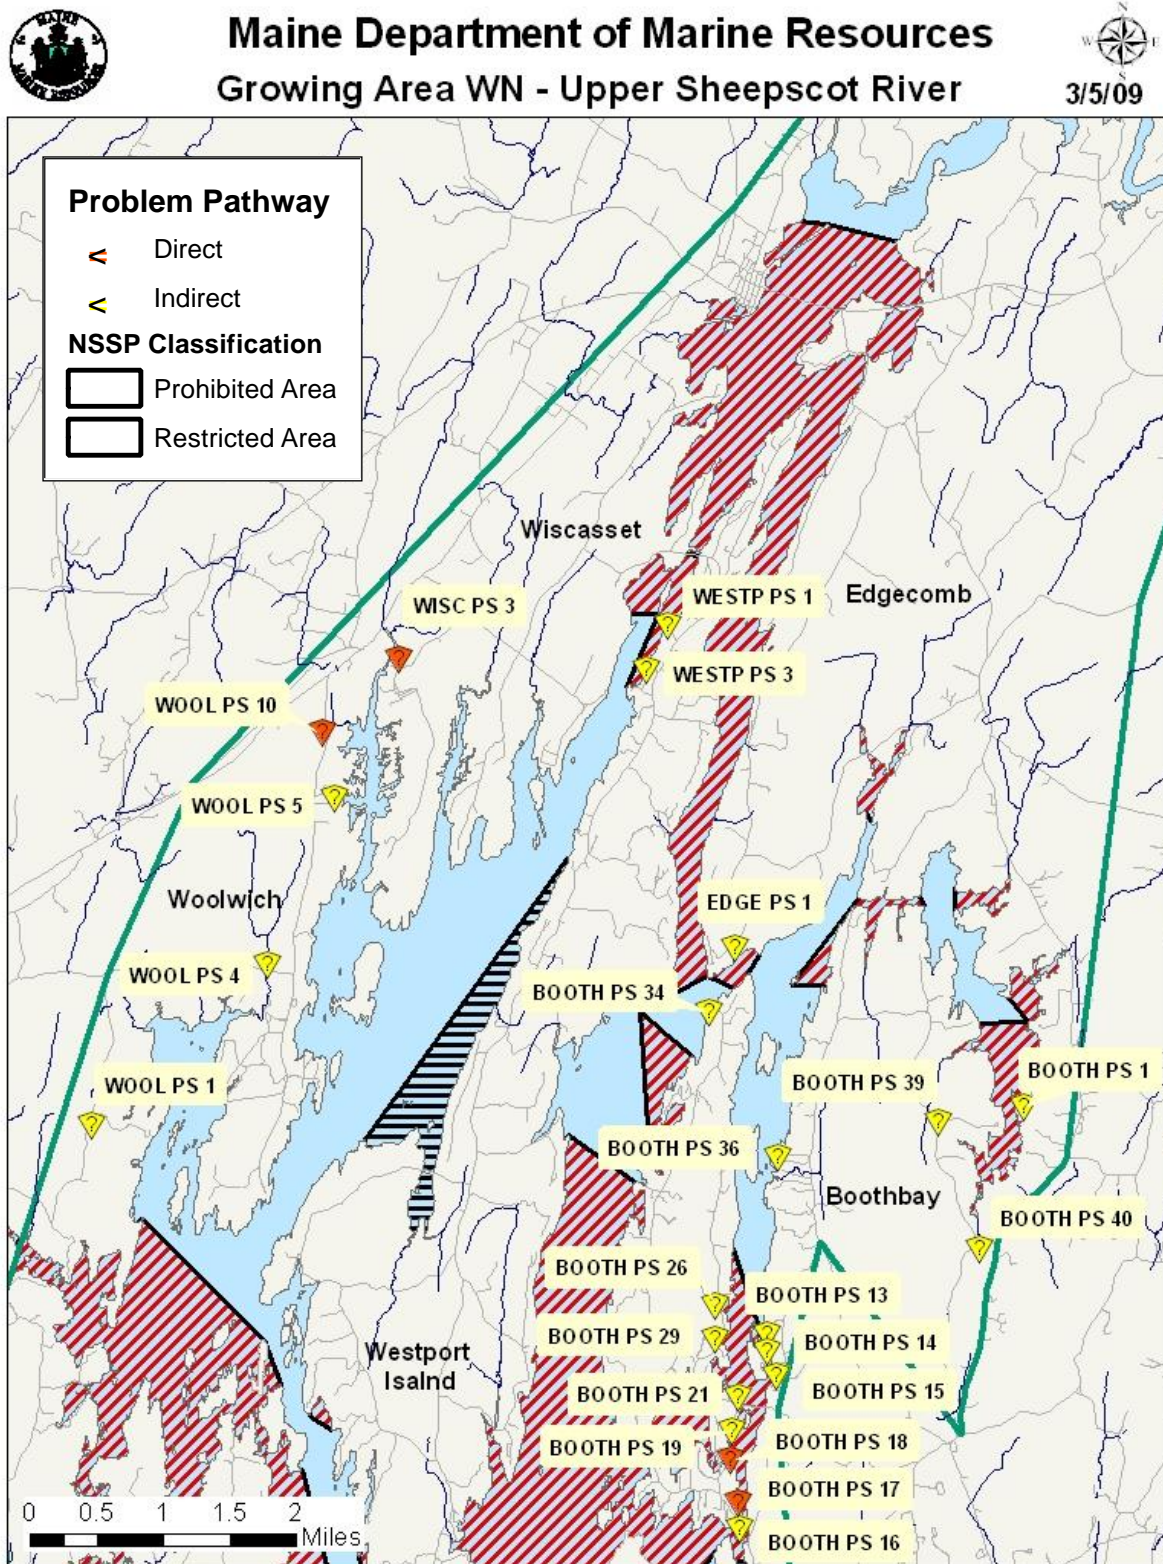 Maine Department of Marine Resources
Growing Area WN - Upper Sheepscot River
3/5/09
N
W
E
S
MAINE
MARINE RESOURCES
Problem Pathway
Direct
Indirect
NSSP Classification
Prohibited Area
Restricted Area
Wiscasset
WISC PS 3
WESTP PS 1
Edgecomb
WESTP PS 3
WOOL PS 10
WOOL PS 5
Woolwich
EDGE PS 1
WOOL PS 4
BOOTH PS 34
WOOL PS 1
BOOTH PS 39
BOOTH PS 1
BOOTH PS 36
Boothbay
BOOTH PS 40
BOOTH PS 26
BOOTH PS 13
BOOTH PS 29
BOOTH PS 14
Westport
Isalnd
BOOTH PS 21
BOOTH PS 15
BOOTH PS 19
BOOTH PS 18
BOOTH PS 17
BOOTH PS 16
0 0.5 1 1.5 2
Miles